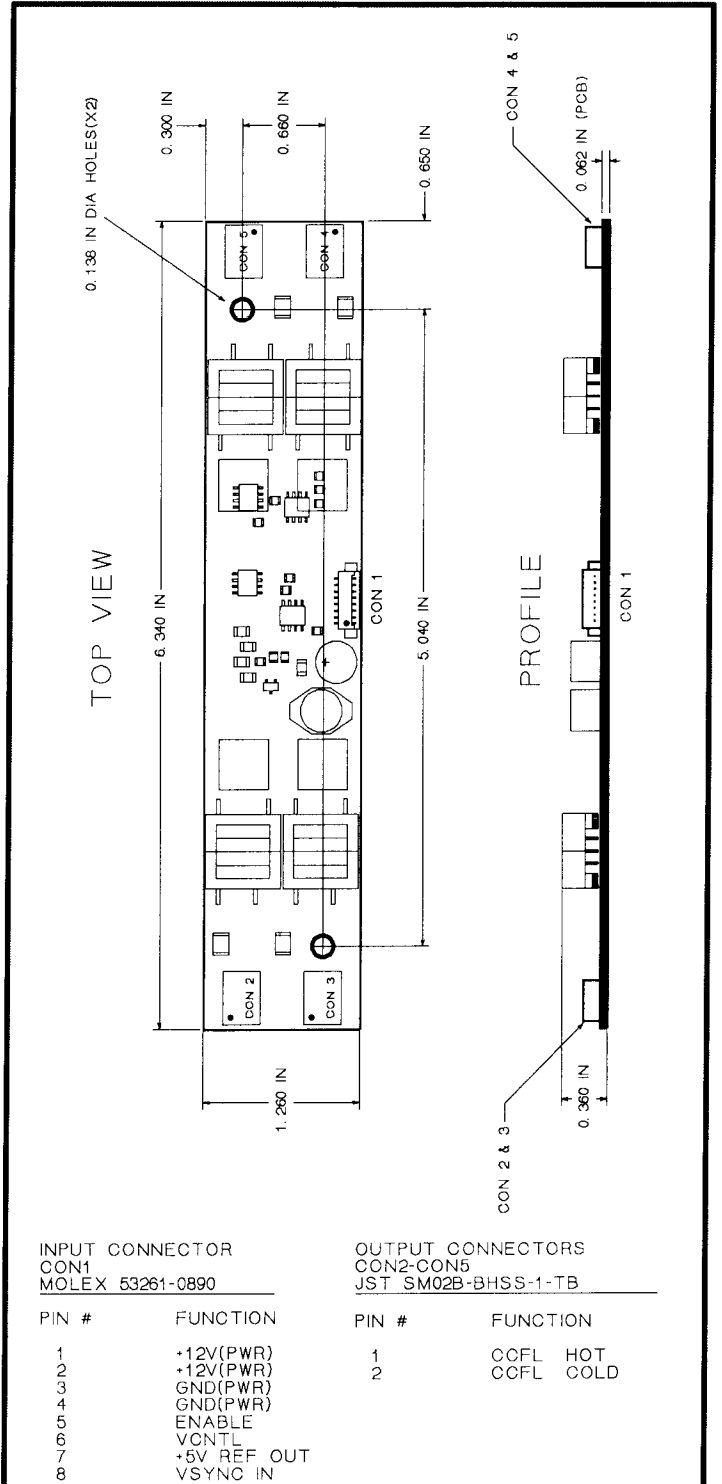 0.138 IN DIA HOLES(X2)
0.300 IN
0.660 IN
0.650 IN
CON 4 & 5
0.062 IN (PCB)
CON 5
CON 4
TOP VIEW
6.340 IN
CON 1
5.040 IN
PROFILE
CON 1
CON 2
CON 3
1.260 IN
CON 2 & 3
0.360 IN
INPUT CONNECTOR
CON1
MOLEX 53261-0890
PIN # FUNCTION
1 +12V(PWR)
2 +12V(PWR)
3 GND(PWR)
4 GND(PWR)
5 ENABLE
6 VCNTL
7 +5V REF OUT
8 VSYNC IN
OUTPUT CONNECTORS
CON2-CON5
JST SM02B-BHSS-1-TB
PIN # FUNCTION
1 CCFL HOT
2 CCFL COLD